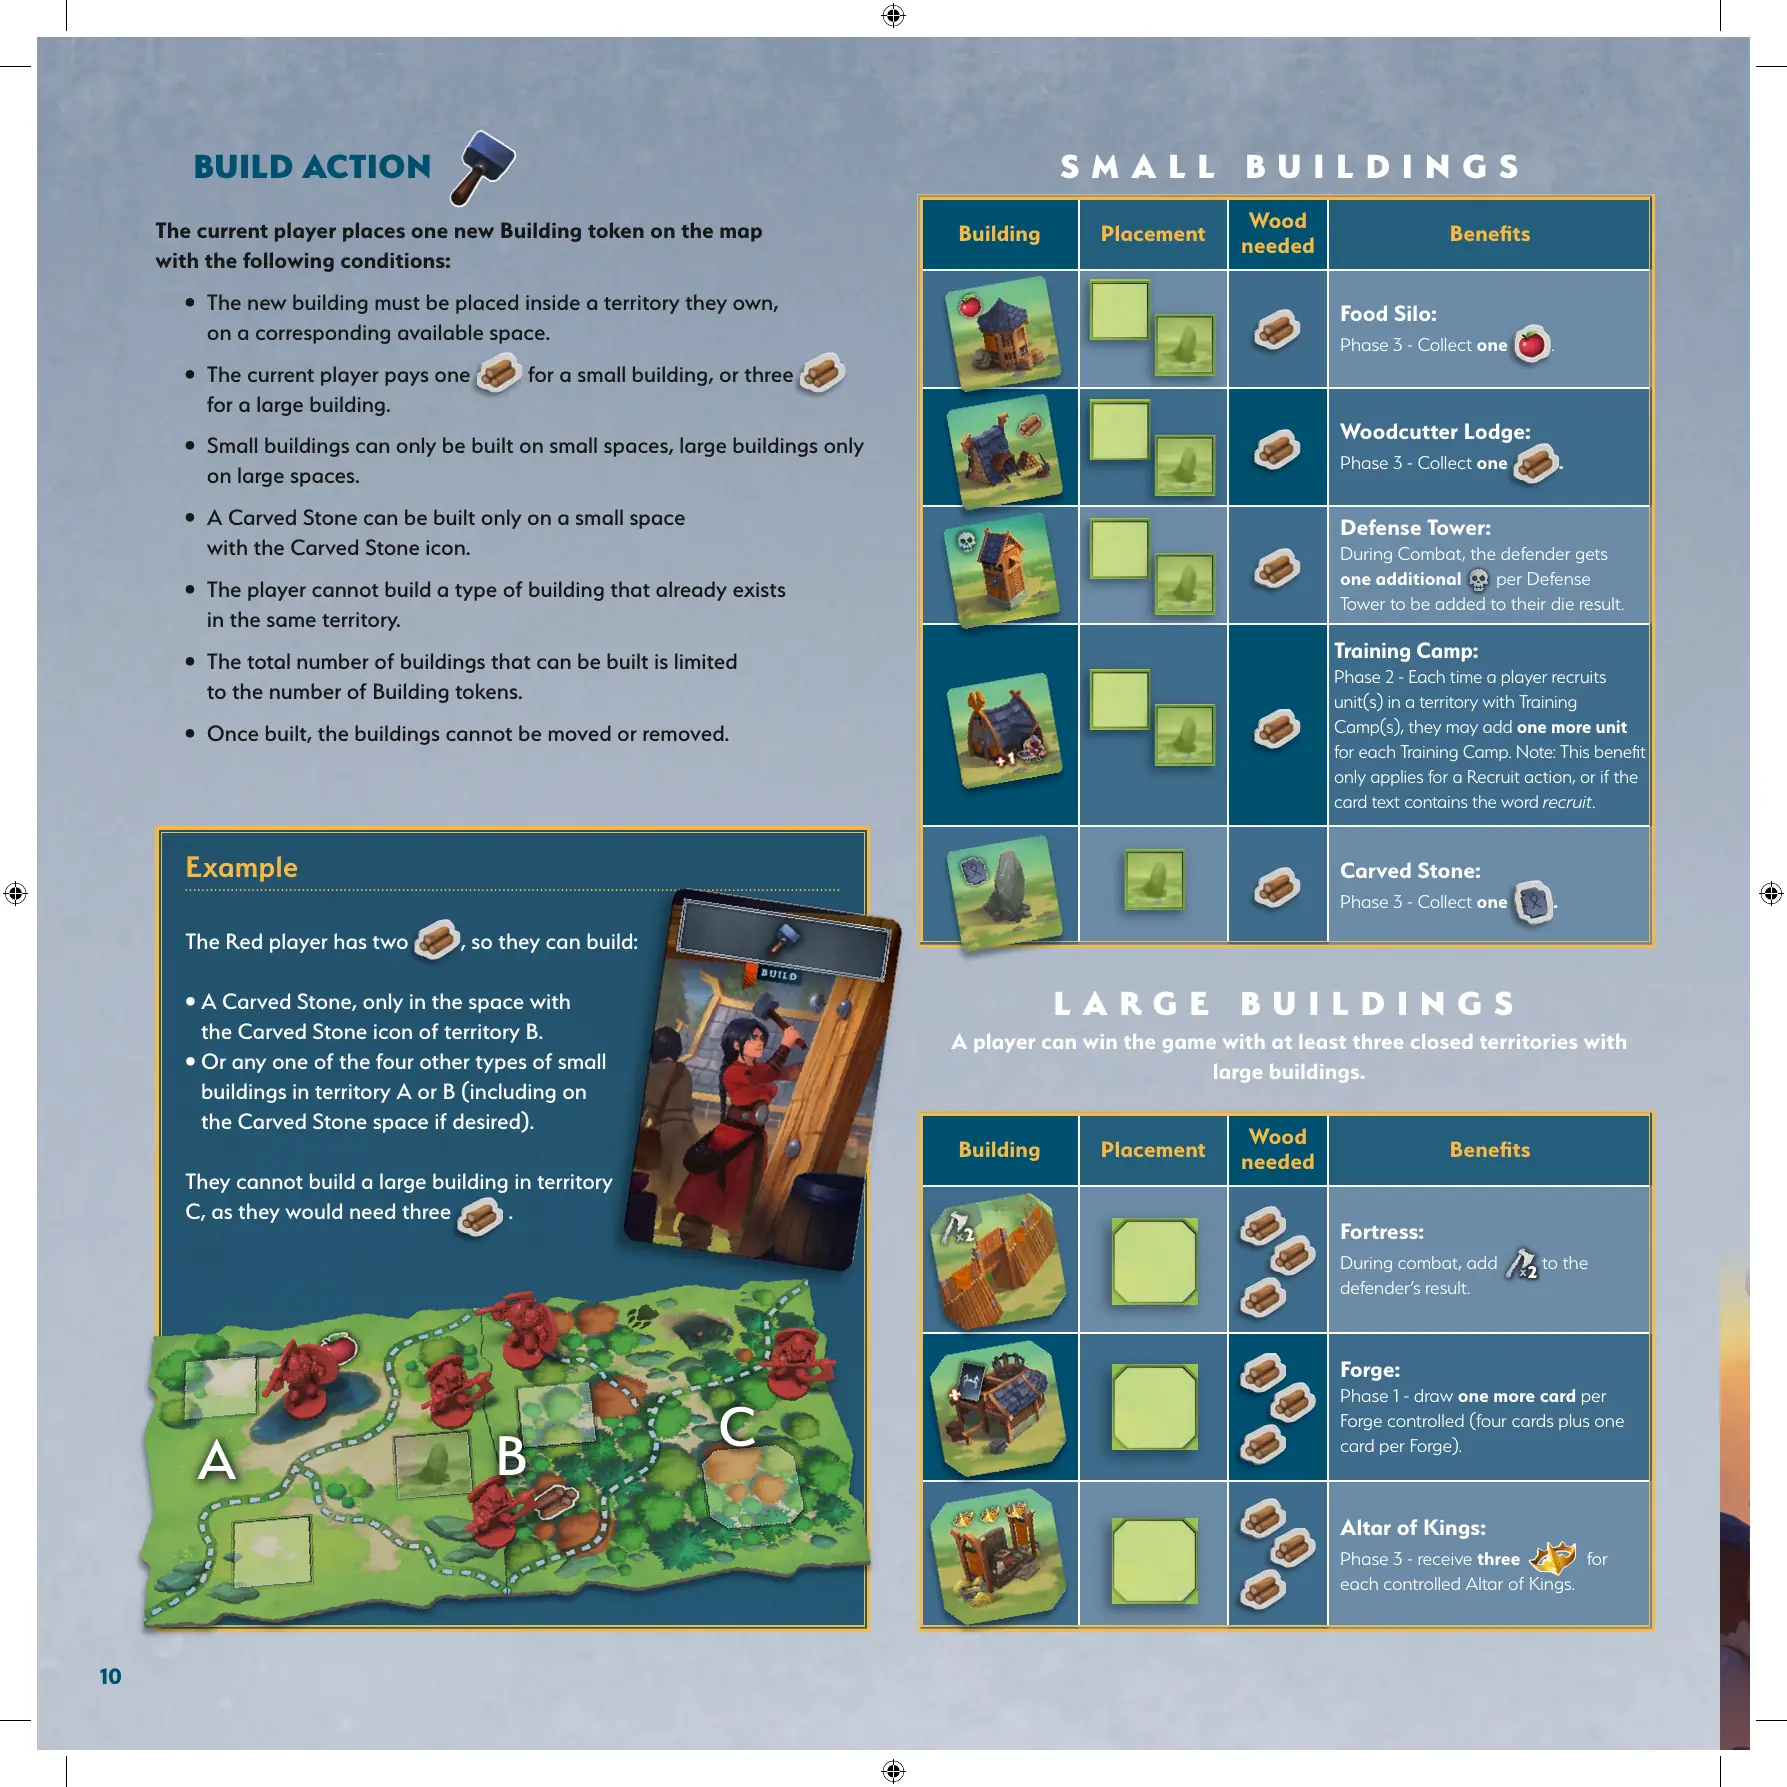 BUILD ACTION
The current player places one new Building token on the map
with the following conditions:
• The new building must be placed inside a territory they own,
on a corresponding available space.
• The current player pays one for a small building, or three
for a large building.
• Small buildings can only be built on small spaces, large buildings only
on large spaces.
• A Carved Stone can be built only on a small space
with the Carved Stone icon.
• The player cannot build a type of building that already exists
in the same territory.
• The total number of buildings that can be built is limited
to the number of Building tokens.
• Once built, the buildings cannot be moved or removed.
Example
The Red player has two , so they can build:
• A Carved Stone, only in the space with
the Carved Stone icon of territory B.
• Or any one of the four other types of small
buildings in territory A or B (including on
the Carved Stone space if desired).
They cannot build a large building in territory
C, as they would need three .
BUILD
A
B
C
10
SMALL BUILDINGS
Building
Placement
Wood
needed
Benefits
Food Silo:
Phase 3 - Collect one .
Woodcutter Lodge:
Phase 3 - Collect one .
Defense Tower:
During Combat, the defender gets
one additional per Defense
Tower to be added to their die result.
+1
Training Camp:
Phase 2 - Each time a player recruits
unit(s) in a territory with Training
Camp(s), they may add one more unit
for each Training Camp. Note: This benefit
only applies for a Recruit action, or if the
card text contains the word recruit.
Carved Stone:
Phase 3 - Collect one .
LARGE BUILDINGS
A player can win the game with at least three closed territories with
large buildings.
Building
Placement
Wood
needed
Benefits
x2
Fortress:
During combat, add x2 to the
defender's result.
+
Forge:
Phase 1 - draw one more card per
Forge controlled (four cards plus one
card per Forge).
Altar of Kings:
Phase 3 - receive three for
each controlled Altar of Kings.